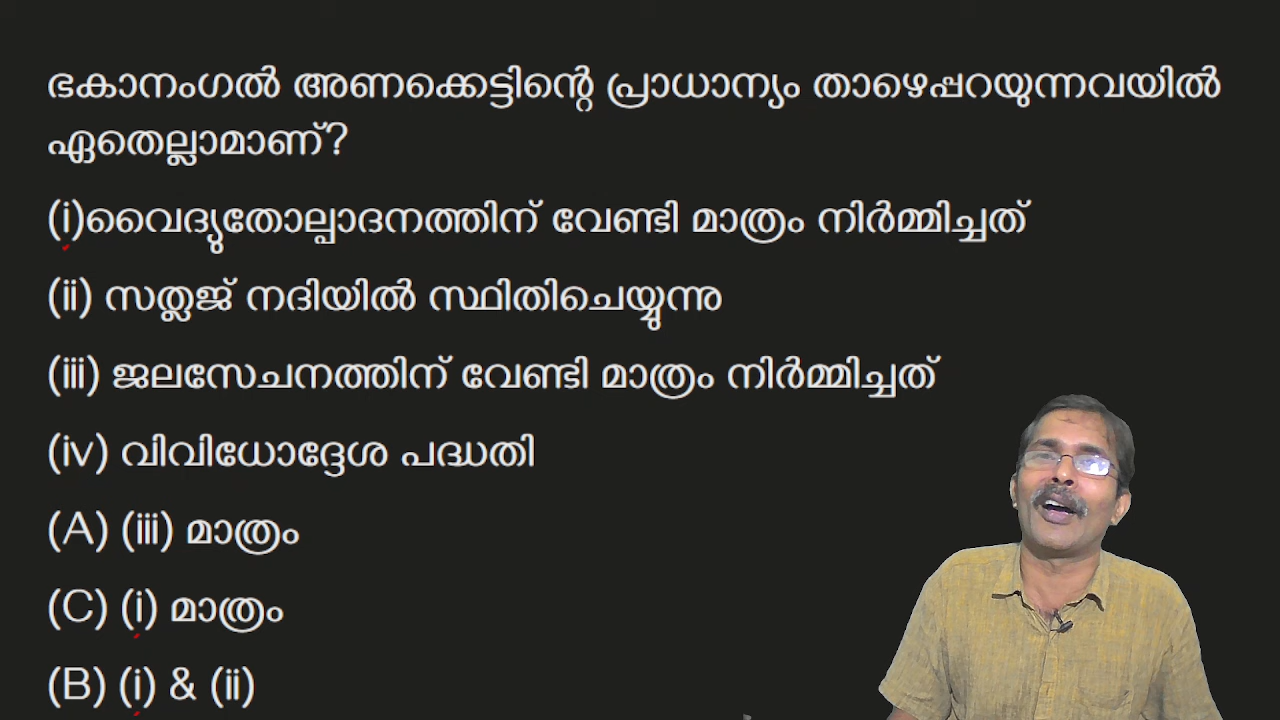 ഭകാനംഗൽ അണക്കെട്ടിന്റെ പ്രാധാന്യം താഴെപ്പറയുന്നവയിൽ
ഏതെല്ലാമാണ്?
(i)വൈദ്യുതോല്പാദനത്തിന് വേണ്ടി മാത്രം നിർമ്മിച്ചത്
(ii) സത്ലജ് നദിയിൽ സ്ഥിതിചെയ്യുന്നു
(iii) ജലസേചനത്തിന് വേണ്ടി മാത്രം നിർമ്മിച്ചത്
(iv) വിവിധോദ്ദേശ പദ്ധതി
(A) (iii) മാത്രം
(C) (i) മാത്രം
(B) (i) & (ii)